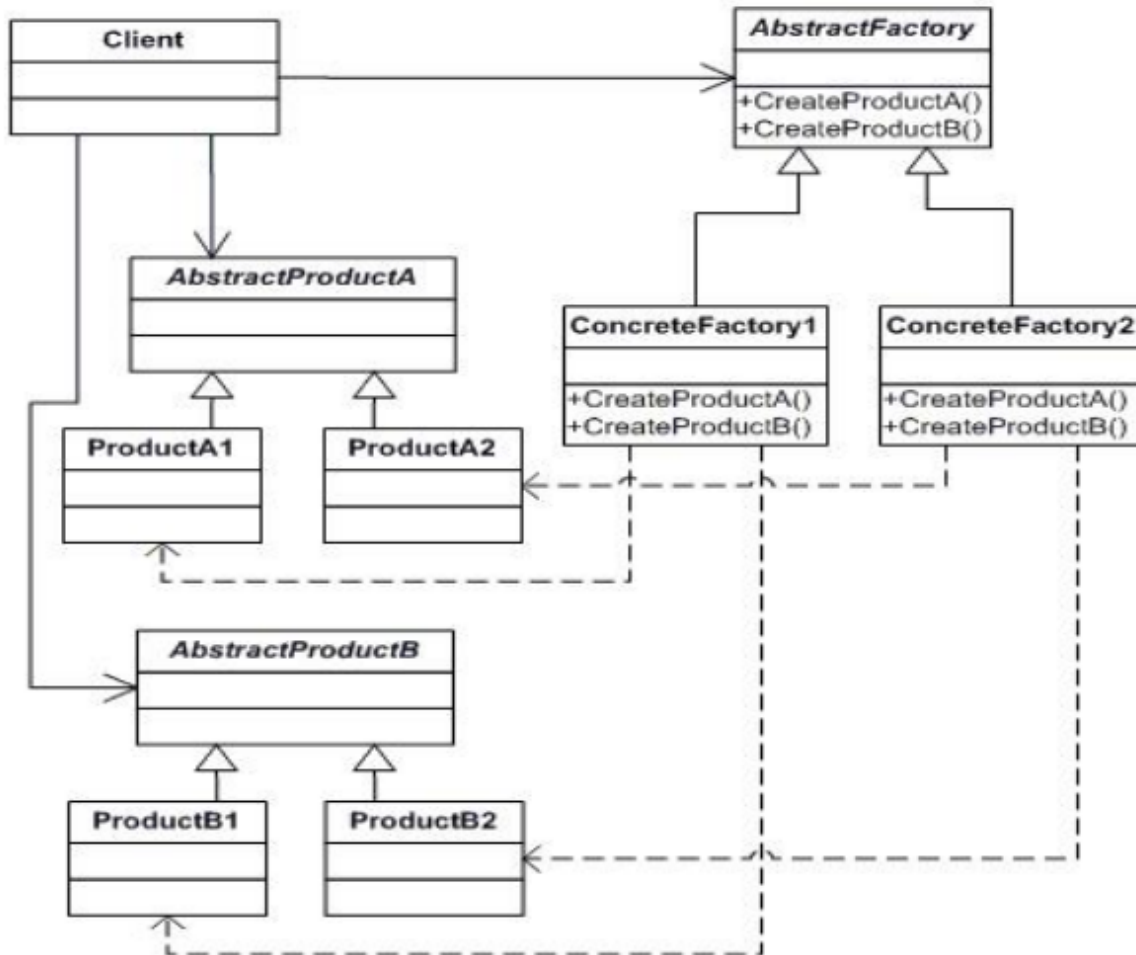 Client
AbstractFactory
+CreateProductA()
+CreateProductB()
AbstractProductA
ConcreteFactory1
+CreateProductA()
+CreateProductB()
ConcreteFactory2
+CreateProductA()
+CreateProductB()
ProductA1
ProductA2
AbstractProductB
ProductB1
ProductB2